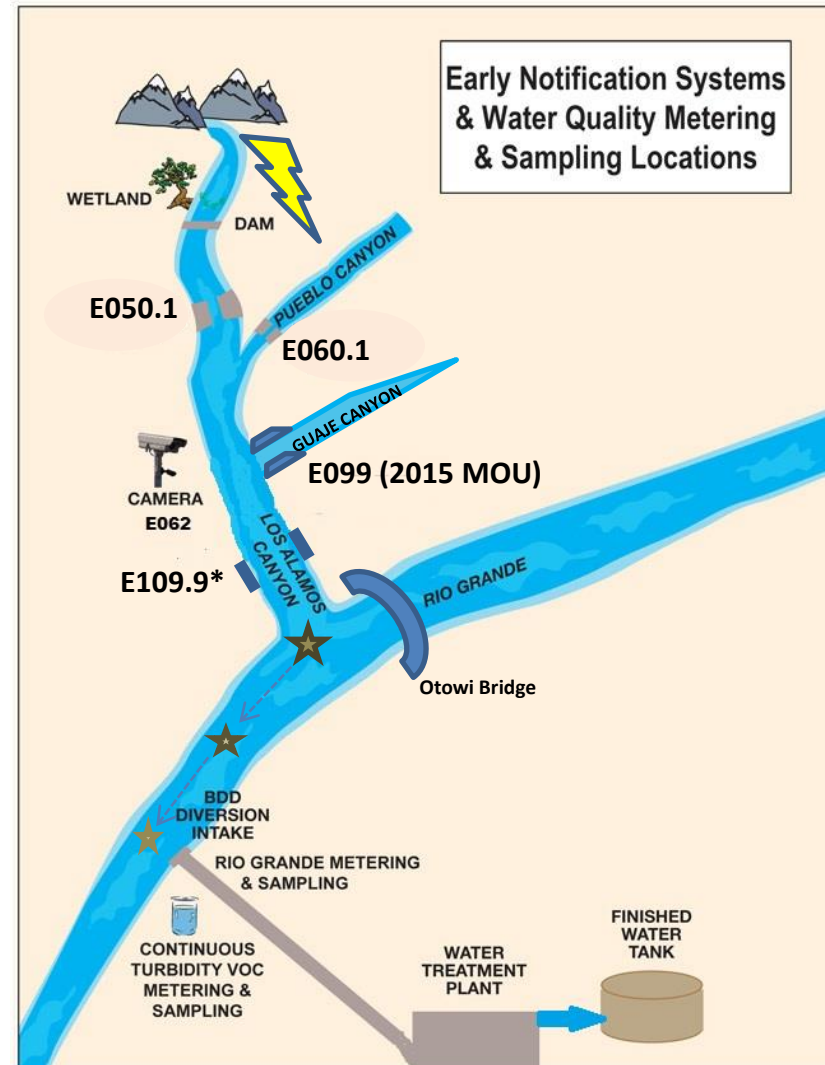 Early Notification Systems
& Water Quality Metering
& Sampling Locations
WETLAND
DAM
PUEBLO CANYON
E050.1
E060.1
GUAJE CANYON
E099 (2015 MOU)
CAMERA
E062
LOS ALAMOS
CANYON
E109.9*
RIO GRANDE
Otowi Bridge
BDD
DIVERSION
INTAKE
RIO GRANDE METERING
& SAMPLING
CONTINUOUS
TURBIDITY VOC
METERING &
SAMPLING
WATER
TREATMENT
PLANT
FINISHED
WATER
TANK